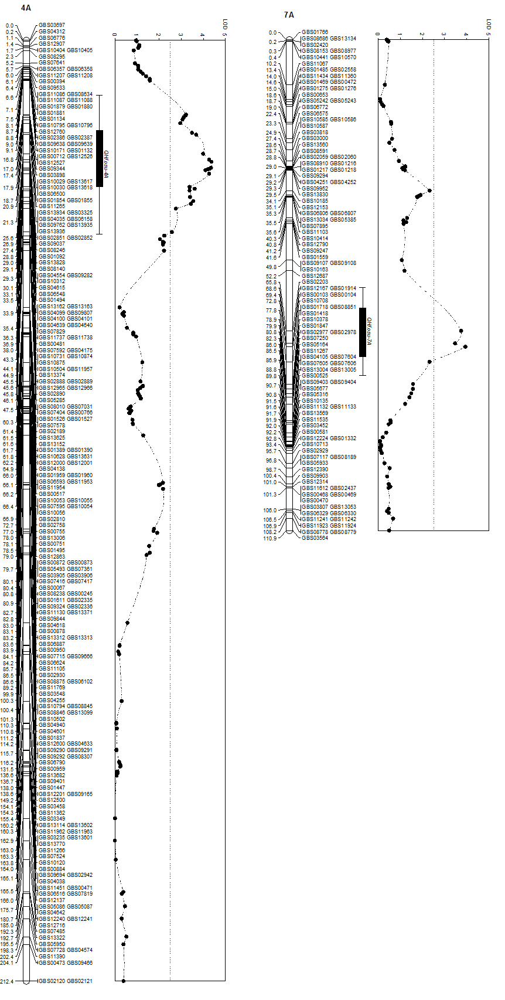 4A
LOD
0 1 2 3 4 5
0.0 GBS03697
0.2 GBS04312
1.1 GBS06776
1.4 GBS12907
1.7 GBS10404 GBS10405
2.3 GBS08295
5.2 GBS07641
5.7 GBS06357 GBS06358
6.0 GBS11207 GBS11208
6.1 GBS00394
6.4 GBS09533
6.6 GBS11086 GBS08634
GBS11087 GBS11088
7.1 GBS01879 GBS01880
GBS01881
7.5 GBS01134
8.1 GBS10795 GBS10796
8.7 GBS12760
8.8 GBS02386 GBS02387
9.0 GBS09638 GBS09639
9.1 GBS10171 GBS01132
GBS00712 GBS12526
16.8 GBS12527
17.0 GBS09344
17.4 GBS03898
GBS10029 GBS13617
17.9 GBS10030 GBS13618
GBS06500
18.7 GBS01854 GBS01855
20.9 GBS11265
GBS13934 GBS03325
21.3 GBS04035 GBS06158
GBS09762 GBS13935
GBS13936
25.6 GBS02851 GBS02852
26.9 GBS09037
27.4 GBS08246
28.8 GBS01092
29.0 GBS13828
29.1 GBS08140
29.3 GBS04554 GBS09282
GBS10312
30.1 GBS04615
33.1 GBS06548
33.5 GBS01494
GBS13162 GBS13163
33.9 GBS04099 GBS09807
GBS04100 GBS04101
35.4 GBS04639 GBS04640
GBS07829
36.3 GBS11737 GBS11738
36.9 GBS00481
38.0 GBS07592 GBS04175
43.3 GBS10731 GBS10874
GBS10875
44.1 GBS10504 GBS11957
44.9 GBS13374
45.5 GBS02888 GBS02889
45.6 GBS12965 GBS12966
45.8 GBS02890
46.1 GBS05285
47.5 GBS08010 GBS07031
GBS07404 GBS00766
60.3 GBS01526 GBS01527
GBS07578
61.4 GBS02189
61.5 GBS13625
61.6 GBS13152
61.7 GBS01389 GBS01390
61.8 GBS10628 GBS13631
62.2 GBS12000 GBS12001
64.9 GBS04138
66.0 GBS01959 GBS01960
66.1 GBS06593 GBS11953
GBS11954
66.2 GBS00517
GBS10053 GBS10055
66.4 GBS07595 GBS10054
GBS10056
66.9 GBS02810
72.7 GBS02758
77.0 GBS00755
78.0 GBS13006
78.1 GBS00751
78.5 GBS01495
79.0 GBS12863
GBS00872 GBS00873
79.7 GBS05493 GBS07361
GBS03905 GBS03906
80.1 GBS07416 GBS07417
80.4 GBS00067
80.8 GBS08238 GBS00245
80.9 GBS01611 GBS02335
GBS09324 GBS02336
82.7 GBS11130 GBS13371
82.8 GBS09844
83.0 GBS04618
83.1 GBS00878
83.2 GBS13312 GBS13313
83.6 GBS06887
83.9 GBS00950
84.1 GBS07715 GBS09666
85.2 GBS06624
85.7 GBS11105
86.5 GBS02930
86.6 GBS08875 GBS06102
89.2 GBS11769
99.9 GBS03548
100.3 GBS04255
100.4 GBS10794 GBS08845
GBS08846 GBS13099
101.3 GBS10502
110.3 GBS04940
110.8 GBS04601
111.2 GBS01837
114.2 GBS12600 GBS04633
115.7 GBS09290 GBS09291
GBS09292 GBS08307
116.2 GBS06790
131.5 GBS00959
136.6 GBS13682
136.7 GBS09401
138.0 GBS01447
138.6 GBS12201 GBS09165
149.2 GBS12500
154.1 GBS03458
154.3 GBS11362
155.4 GBS03349
160.2 GBS13114 GBS13602
160.3 GBS11962 GBS11963
162.9 GBS03235 GBS13601
GBS13770
163.0 GBS11266
163.3 GBS07524
163.8 GBS10120
164.0 GBS00884
165.1 GBS09694 GBS02942
GBS04038
165.5 GBS11451 GBS00471
GBS06516 GBS07819
166.0 GBS12137
175.7 GBS05086 GBS05087
GBS04642
180.7 GBS12240 GBS12241
185.0 GBS12716
192.3 GBS07485
192.7 GBS13322
195.5 GBS05950
198.3 GBS07728 GBS04574
202.4 GBS11390
204.1 GBS00473 GBS09466
212.4 GBS02120 GBS02121
QHf.osu-4A
7A
LOD
0 1 2 3 4 5
0.0 GBS01766
0.2 GBS08686 GBS13134
GBS02420
0.3 GBS08153 GBS08977
0.4 GBS10441 GBS10570
10.2 GBS11067
13.4 GBS01485 GBS02558
14.0 GBS11434 GBS11360
14.6 GBS01469 GBS00472
15.0 GBS01275 GBS01276
18.6 GBS00653
18.7 GBS05242 GBS05243
19.0 GBS06772
22.4 GBS06575
23.3 GBS10585 GBS10586
GBS10587
24.9 GBS03818
27.4 GBS03000
28.6 GBS13560
28.7 GBS08591
28.8 GBS02059 GBS02060
29.0 GBS08910 GBS01216
GBS01217 GBS01218
29.1 GBS09294
29.2 GBS04251 GBS04252
29.3 GBS09952
29.5 GBS13830
34.1 GBS10185
35.1 GBS12153
35.3 GBS06806 GBS06807
35.5 GBS13034 GBS05385
GBS07895
35.6 GBS11103
40.3 GBS10414
40.8 GBS12790
41.2 GBS09247
41.6 GBS01559
49.8 GBS09107 GBS09108
GBS10163
52.2 GBS12687
65.8 GBS02203
68.6 GBS12167 GBS01914
69.4 GBS00103 GBS00104
72.8 GBS10708
77.8 GBS01718 GBS08851
GBS01418
78.9 GBS10378
79.9 GBS01847
80.8 GBS02977 GBS02978
82.3 GBS07250
86.0 GBS05164
86.5 GBS11267
86.9 GBS04105 GBS07604
GBS07605 GBS07606
88.8 GBS13004 GBS13005
89.8 GBS00525
90.7 GBS09403 GBS09404
GBS05677
90.8 GBS05316
91.5 GBS10135
91.6 GBS11132 GBS11133
91.7 GBS13569
91.9 GBS11535
92.0 GBS03452
92.2 GBS00581
92.8 GBS12224 GBS01332
93.4 GBS10713
95.7 GBS02929
96.8 GBS07117 GBS08189
GBS05933
98.7 GBS12390
100.4 GBS09903
101.0 GBS12314
101.3 GBS11612 GBS02437
GBS00468 GBS00469
GBS00470
106.0 GBS03807 GBS13053
GBS06329 GBS06330
106.5 GBS11241 GBS11242
106.9 GBS11923 GBS11924
108.2 GBS08778 GBS08779
110.9 GBS03564
QHf.osu-7A